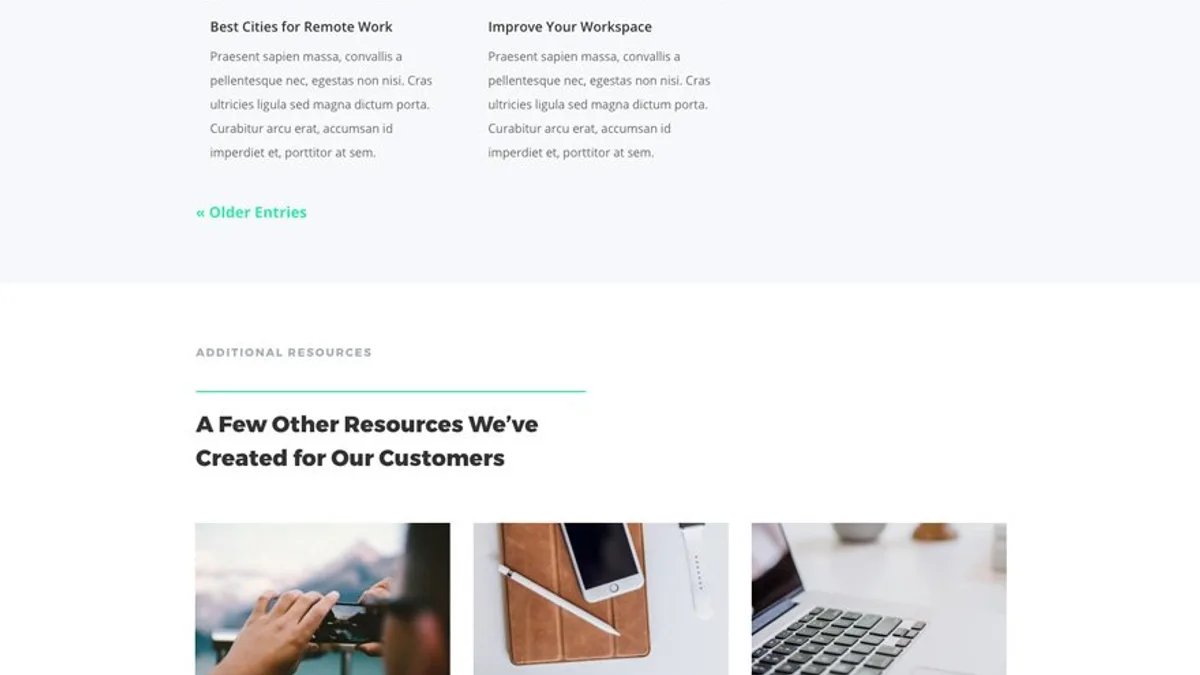 Best Cities for Remote Work
Praesent sapien massa, convallis a
pellentesque nec, egestas non nisi. Cras
ultricies ligula sed magna dictum porta.
Curabitur arcu erat, accumsan id
imperdiet et, porttitor at sem.
Improve Your Workspace
Praesent sapien massa, convallis a
pellentesque nec, egestas non nisi. Cras
ultricies ligula sed magna dictum porta.
Curabitur arcu erat, accumsan id
imperdiet et, porttitor at sem.
« Older Entries
ADDITIONAL RESOURCES
A Few Other Resources We’ve
Created for Our Customers